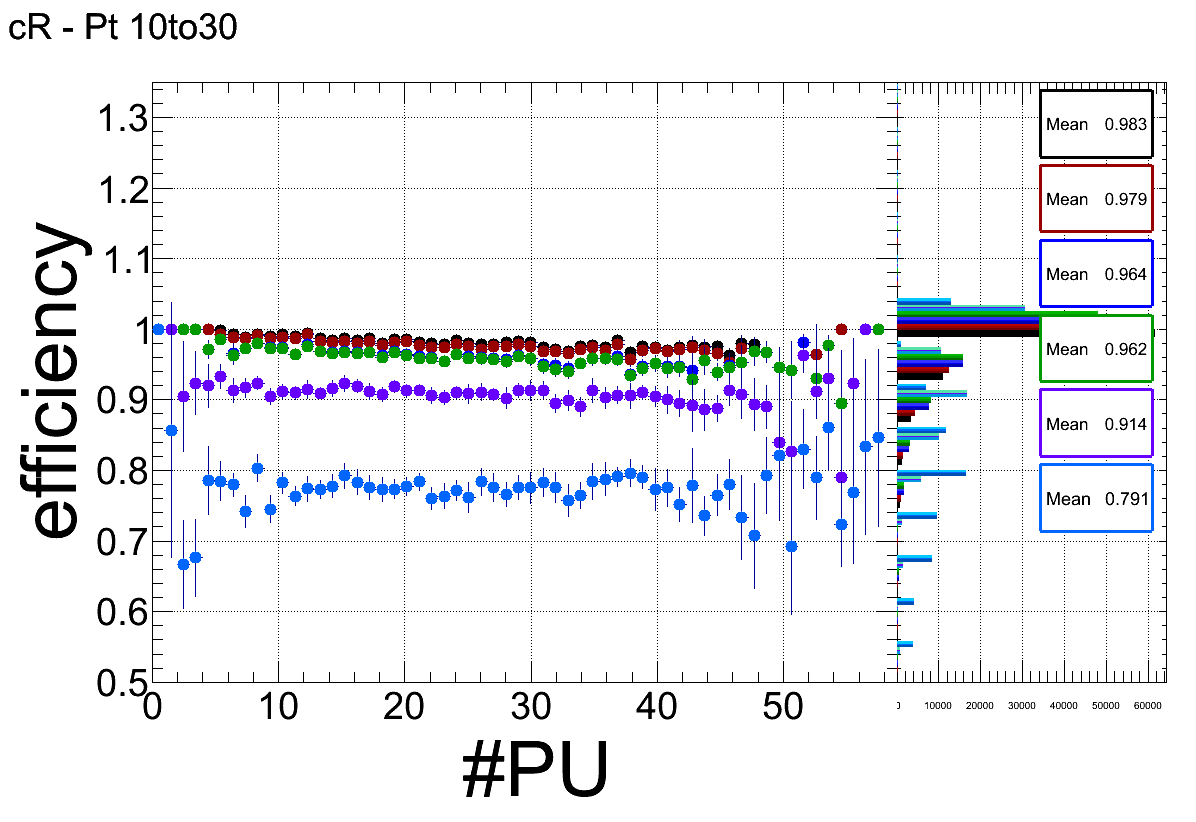 cR - Pt 10to30
efficiency
1.3
1.2
1.1
1
0.9
0.8
0.7
0.6
0.5
0 10 20 30 40 50
#PU
Mean 0.983
Mean 0.979
Mean 0.964
Mean 0.962
Mean 0.914
Mean 0.791
10000 20000 30000 40000 50000 60000